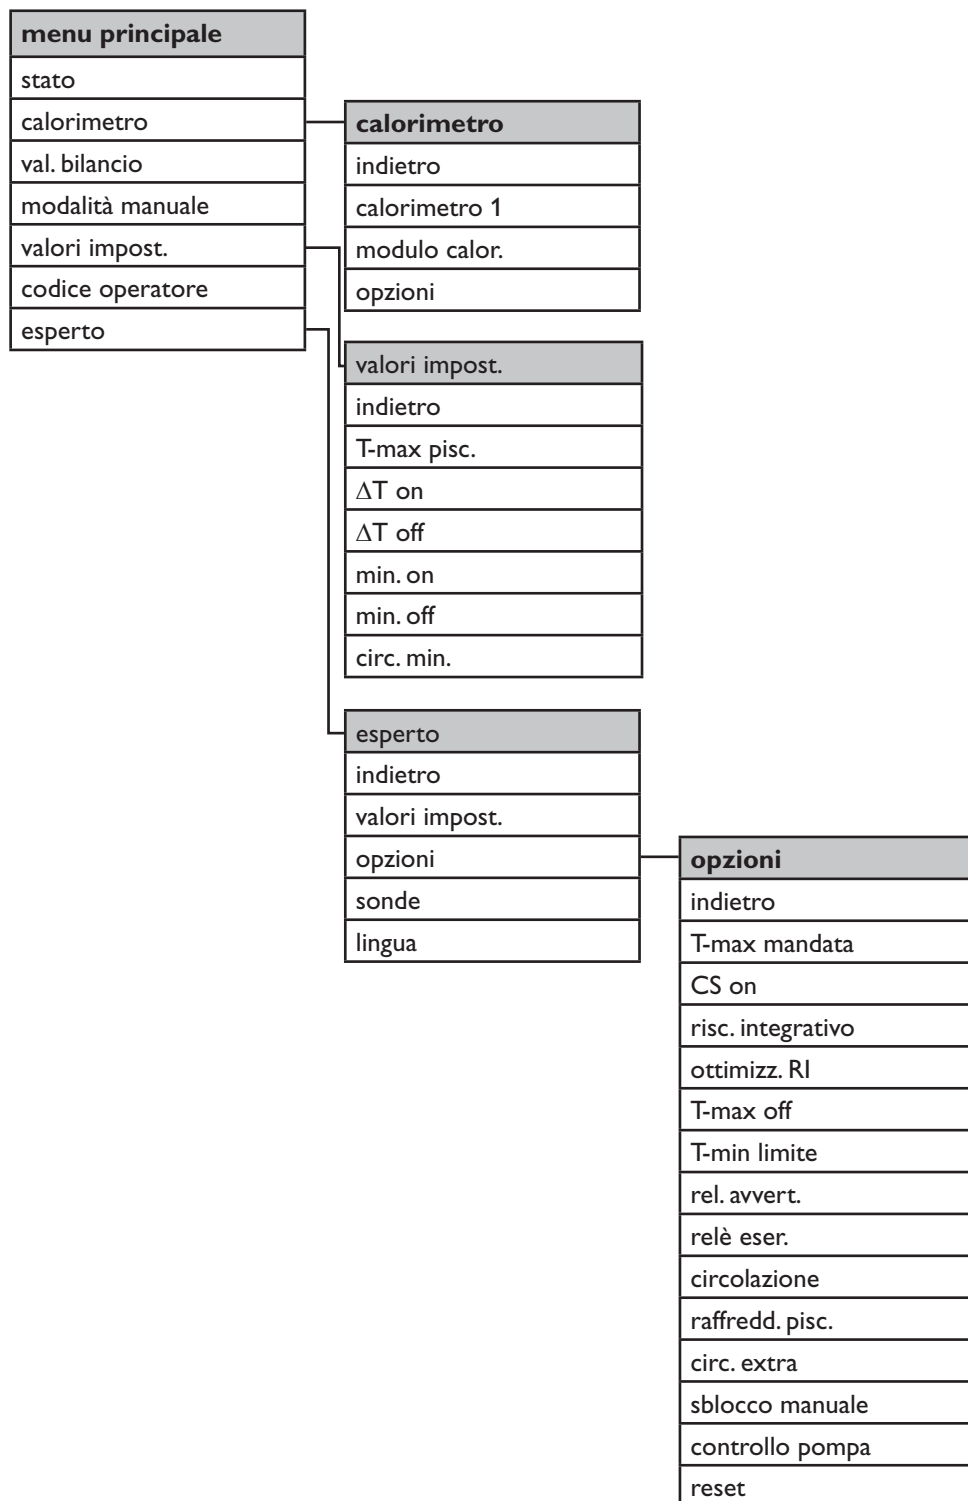 menu principale
stato
calorimetro
val. bilancio
modalità manuale
valori impost.
codice operatore
esperto
calorimetro
indietro
calorimetro 1
modulo calor.
opzioni
valori impost.
indietro
T-max pisc.
ΔT on
ΔT off
min. on
min. off
circ. min.
esperto
indietro
valori impost.
opzioni
sonde
lingua
opzioni
indietro
T-max mandata
CS on
risc. integrativo
ottimizz. RI
T-max off
T-min limite
rel. avvert.
relè eser.
circolazione
raffredd. pisc.
circ. extra
sblocco manuale
controllo pompa
reset